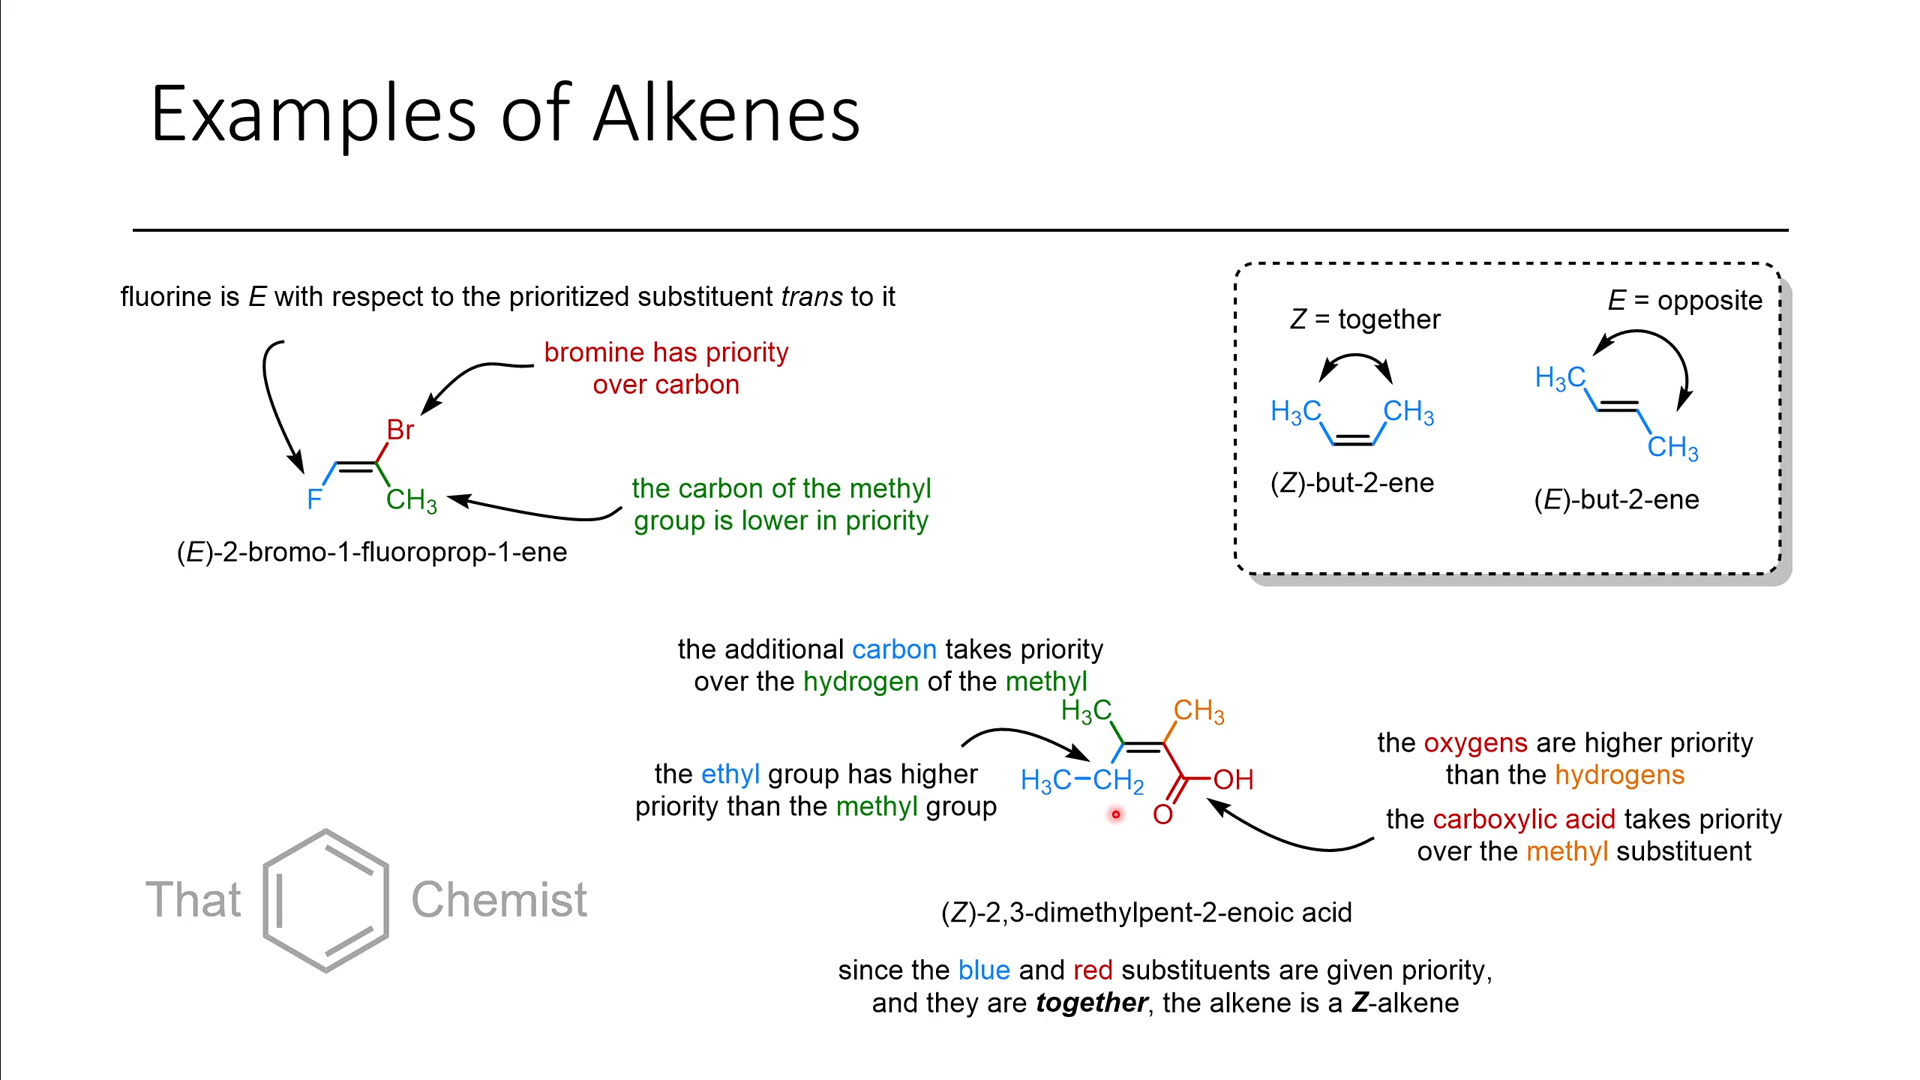 Examples of Alkenes
fluorine is E with respect to the prioritized substituent trans to it
bromine has priority
over carbon
Br
F
CH₃
the carbon of the methyl
group is lower in priority
(E)-2-bromo-1-fluoroprop-1-ene
Z = together
H₃C
CH₃
(Z)-but-2-ene
E = opposite
H₃C
CH₃
(E)-but-2-ene
the additional carbon takes priority
over the hydrogen of the methyl
H₃C
CH₃
the ethyl group has higher
priority than the methyl group
H₃C–CH₂
OH
O
the oxygens are higher priority
than the hydrogens
the carboxylic acid takes priority
over the methyl substituent
(Z)-2,3-dimethylpent-2-enoic acid
since the blue and red substituents are given priority,
and they are together, the alkene is a Z-alkene
That Chemist